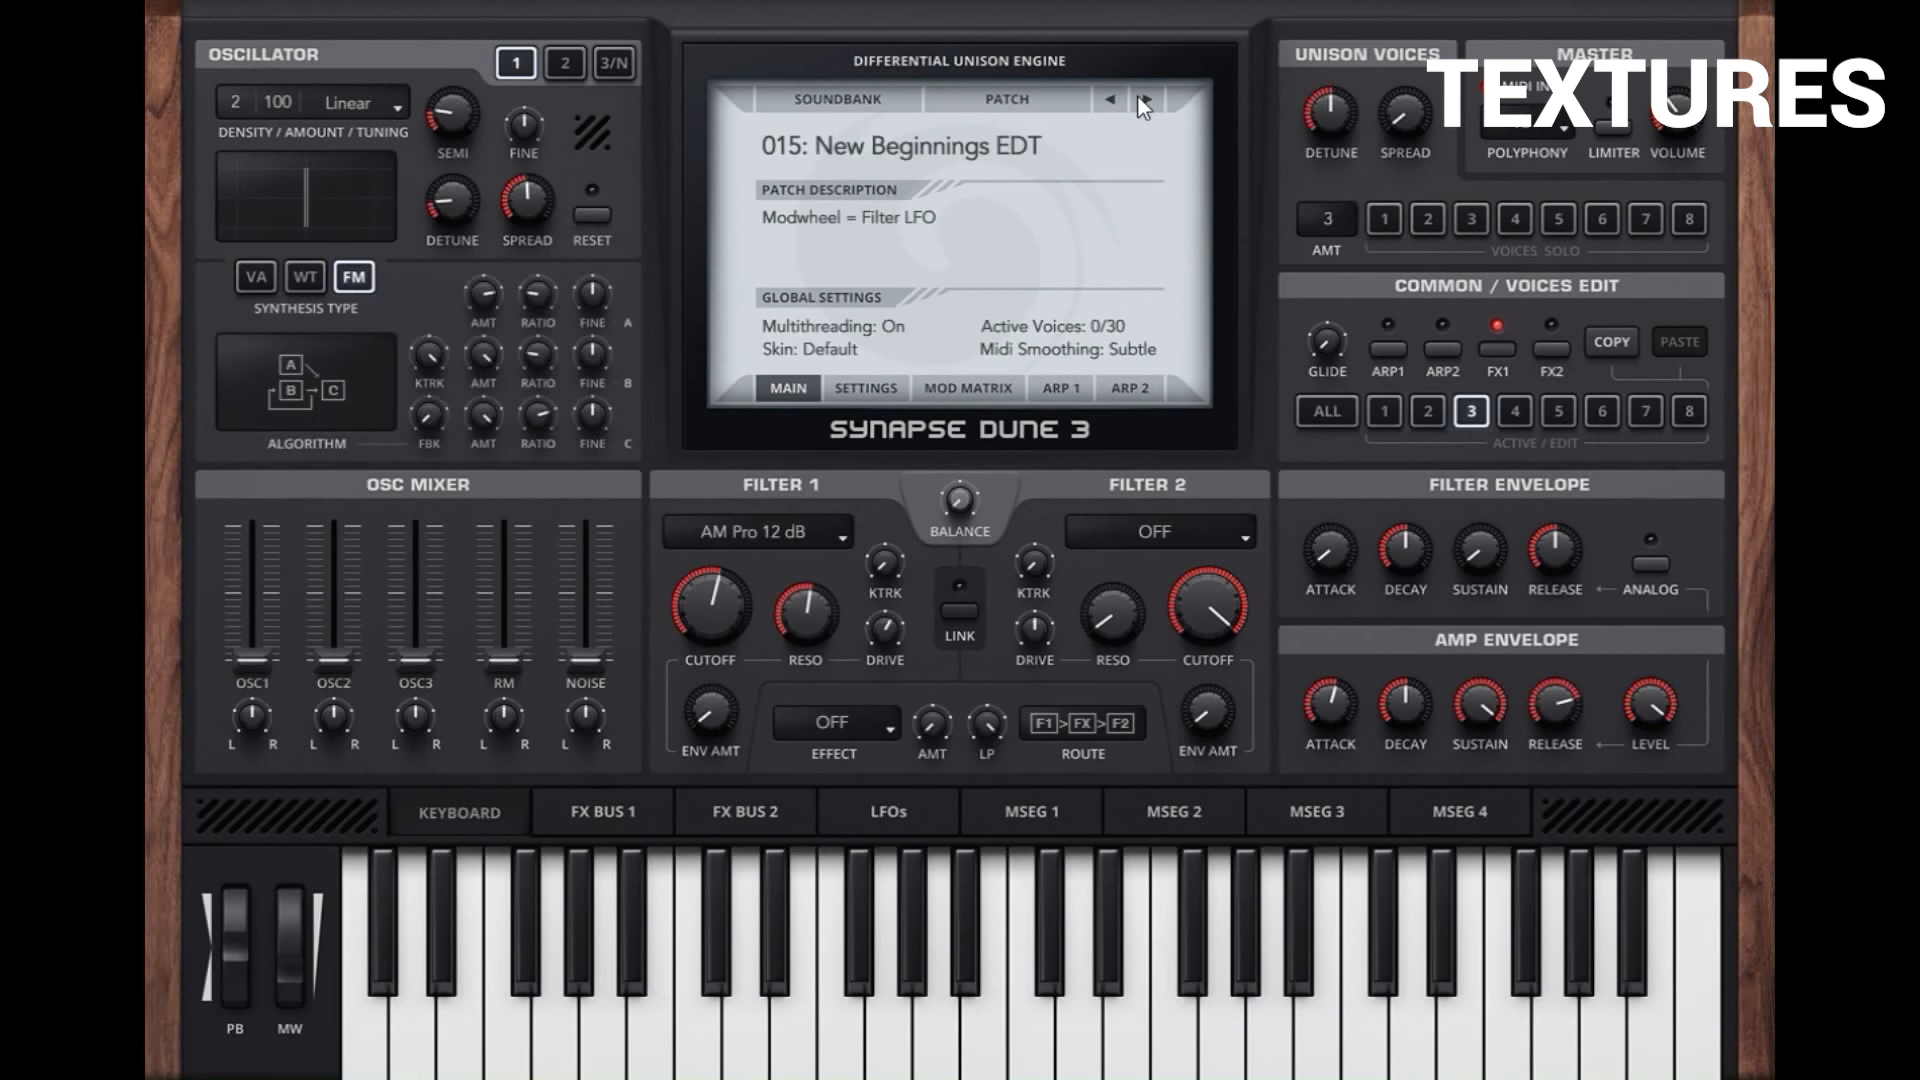 OSCILLATOR
1
2
3/N
2 100 Linear
DENSITY / AMOUNT / TUNING
SEMI
FINE
DETUNE
SPREAD
RESET
VA
WT
FM
SYNTHESIS TYPE
AMT RATIO FINE A
KTRK AMT RATIO FINE B
FBK AMT RATIO FINE C
A
B
C
ALGORITHM
DIFFERENTIAL UNISON ENGINE
SOUNDBANK
PATCH
015: New Beginnings EDT
PATCH DESCRIPTION
Modwheel = Filter LFO
GLOBAL SETTINGS
Multithreading: On
Active Voices: 0/30
Skin: Default
Midi Smoothing: Subtle
MAIN
SETTINGS
MOD MATRIX
ARP 1
ARP 2
SYNAPSE DUNE 3
UNISON VOICES
MASTER
TEXTURES
MIDI IN
DETUNE
SPREAD
POLYPHONY
LIMITER
VOLUME
3
1 2 3 4 5 6 7 8
AMT
VOICES SOLO
COMMON / VOICES EDIT
GLIDE
ARP1
ARP2
FX1
FX2
COPY
PASTE
ALL
1 2 3 4 5 6 7 8
ACTIVE / EDIT
OSC MIXER
OSC1
OSC2
OSC3
RM
NOISE
L R
L R
L R
L R
L R
FILTER 1
BALANCE
FILTER 2
AM Pro 12 dB
OFF
KTRK
KTRK
LINK
CUTOFF
RESO
DRIVE
DRIVE
RESO
CUTOFF
ENV AMT
OFF
EFFECT
AMT
LP
F1>FX>F2
ROUTE
ENV AMT
FILTER ENVELOPE
ATTACK
DECAY
SUSTAIN
RELEASE
ANALOG
AMP ENVELOPE
ATTACK
DECAY
SUSTAIN
RELEASE
LEVEL
KEYBOARD
FX BUS 1
FX BUS 2
LFOs
MSEG 1
MSEG 2
MSEG 3
MSEG 4
PB
MW